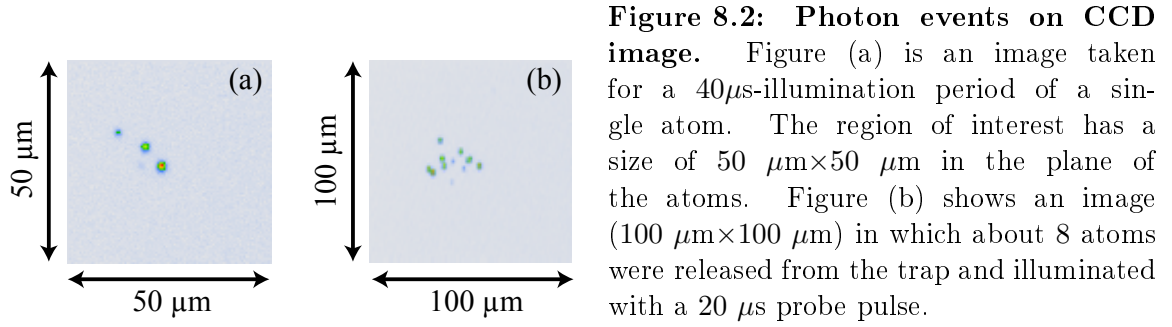 (a)
50 µm
50 µm
(b)
100 µm
100 µm
Figure 8.2: Photon events on CCD
image. Figure (a) is an image taken
for a 40µs-illumination period of a sin-
gle atom. The region of interest has a
size of 50 µm×50 µm in the plane of
the atoms. Figure (b) shows an image
(100 µm×100 µm) in which about 8 atoms
were released from the trap and illuminated
with a 20 µs probe pulse.